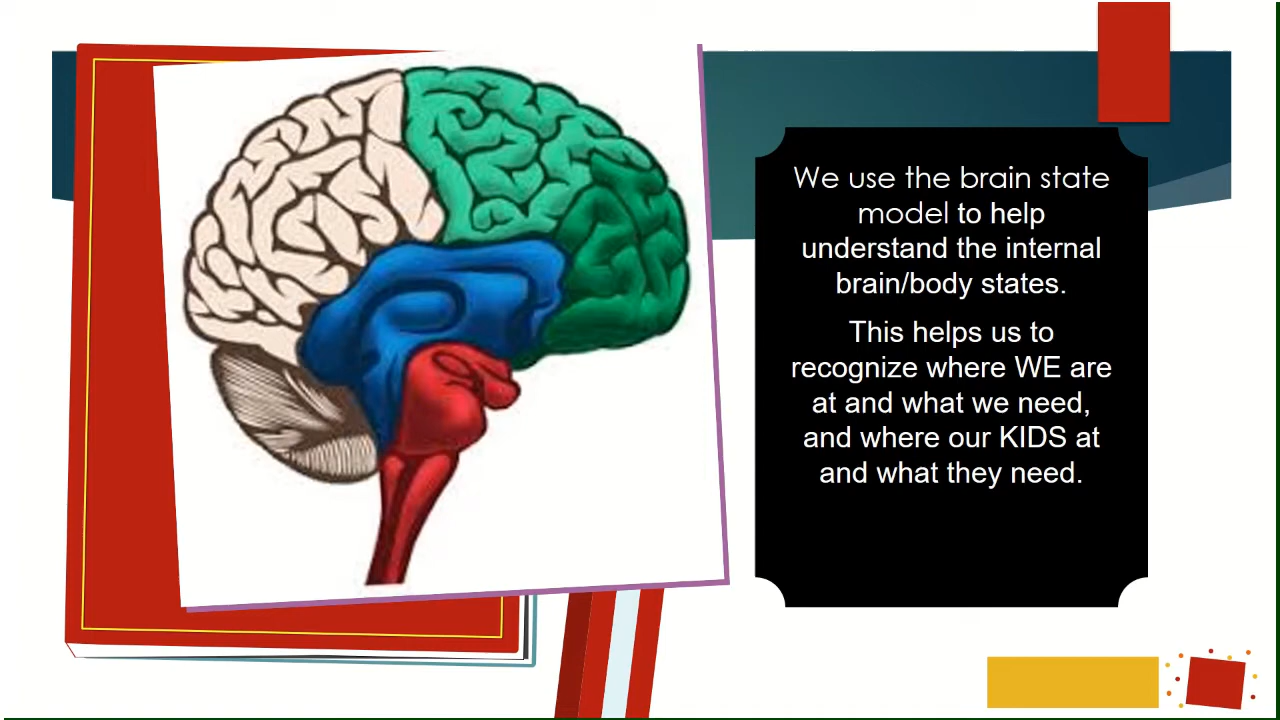 We use the brain state
model to help
understand the internal
brain/body states.
This helps us to
recognize where WE are
at and what we need,
and where our KIDS at
and what they need.